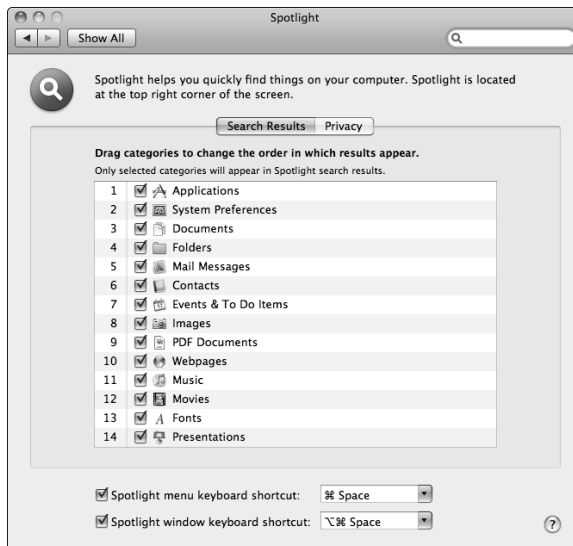 Spotlight
Show All
Spotlight helps you quickly find things on your computer. Spotlight is located
at the top right corner of the screen.
Search Results Privacy
Drag categories to change the order in which results appear.
Only selected categories will appear in Spotlight search results.
1 Applications
2 System Preferences
3 Documents
4 Folders
5 Mail Messages
6 Contacts
7 Events & To Do Items
8 Images
9 PDF Documents
10 Webpages
11 Music
12 Movies
13 Fonts
14 Presentations
Spotlight menu keyboard shortcut: ⌘ Space
Spotlight window keyboard shortcut: ⌥⌘ Space
?